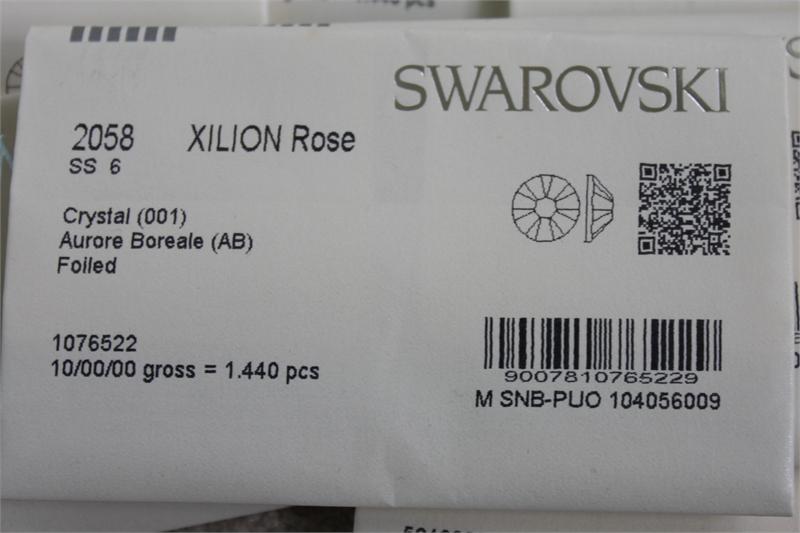 SWAROVSKI
2058 XILION Rose
SS 6
Crystal (001)
Aurore Boreale (AB)
Foiled
1076522
10/00/00 gross = 1.440 pcs
9007810765229
M SNB-PUO 104056009